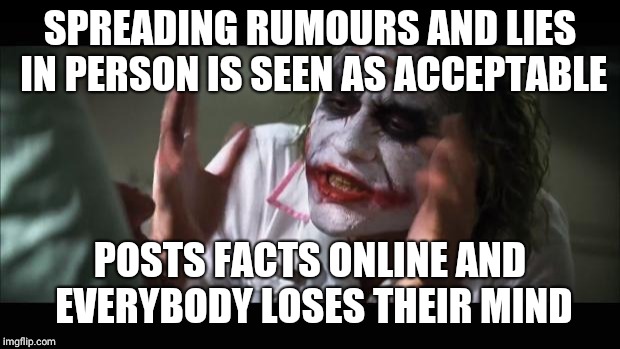 SPREADING RUMOURS AND LIES
IN PERSON IS SEEN AS ACCEPTABLE
POSTS FACTS ONLINE AND
EVERYBODY LOSES THEIR MIND
imgflip.com